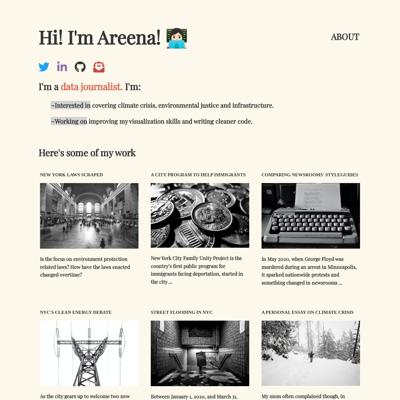 Hi! I'm Areena!
ABOUT
I'm a data journalist. I'm:
~Interested in covering climate crisis, environmental justice and infrastructure.
~Working on improving my visualization skills and writing cleaner code.
Here's some of my work
NEW YORK LAWS SCRAPED
Is the focus on environment protection
related laws? How have the laws enacted
changed overtime?
A CITY PROGRAM TO HELP IMMIGRANTS
New York City Family Unity Project is the
country's first public program for
immigrants facing deportation, started in
the city ...
COMPARING NEWSROOMS' STYLEGUIDES
In May 2020, when George Floyd was
murdered during an arrest in Minneapolis,
it sparked nationwide protests and
something changed in newsrooms ...
NYC'S CLEAN ENERGY DEBATE
As the city gears up to welcome two new
STREET FLOODING IN NYC
Between January 1, 2020, and March 31,
A PERSONAL ESSAY ON CLIMATE CRISIS
My mom often complained though, in